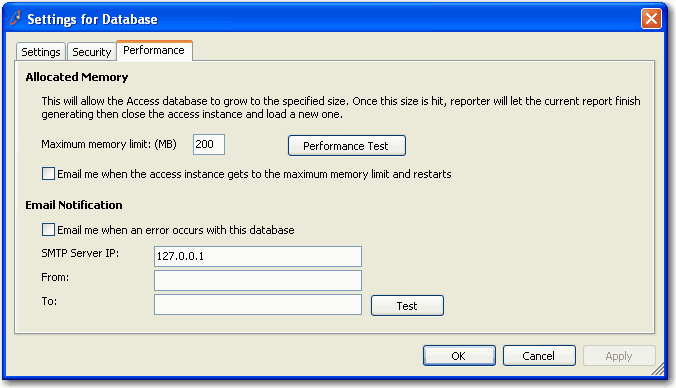 Settings for Database
Settings Security Performance
Allocated Memory
This will allow the Access database to grow to the specified size. Once this size is hit, reporter will let the current report finish
generating then close the access instance and load a new one.
Maximum memory limit: (MB) 200 Performance Test
Email me when the access instance gets to the maximum memory limit and restarts
Email Notification
Email me when an error occurs with this database
SMTP Server IP: 127.0.0.1
From:
To: Test
OK Cancel Apply